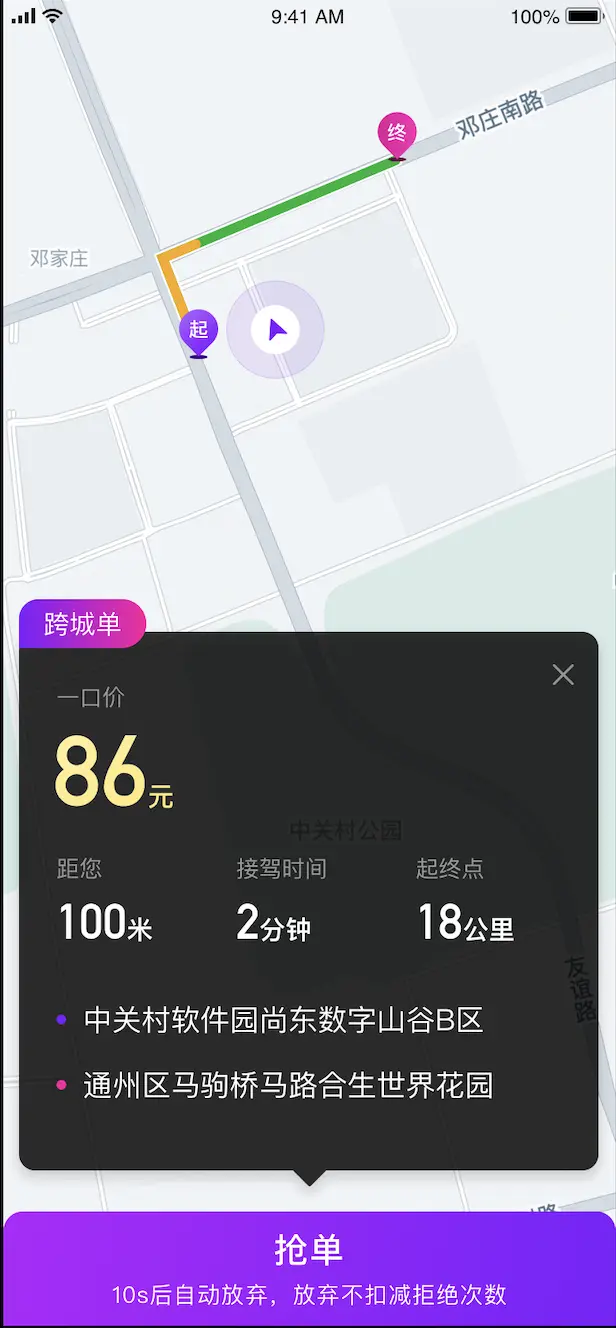 9:41 AM
100%
终
邓庄南路
邓家庄
起
跨城单
一口价
86元
中关村公园
距您
接驾时间
起终点
100米
2分钟
18公里
友谊路
中关村软件园尚东数字山谷B区
通州区马驹桥马路合生世界花园
抢单
10s后自动放弃，放弃不扣减拒绝次数